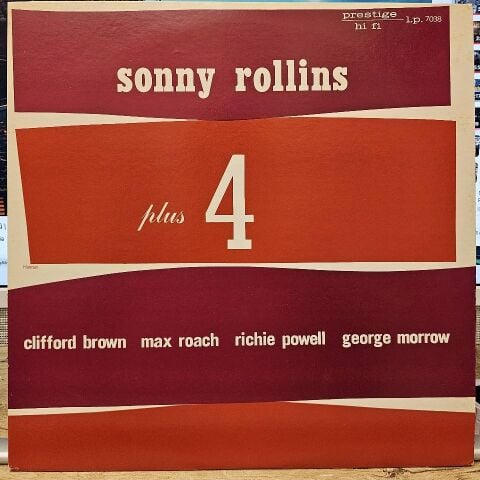 prestige
hi fi
L.P. 7038
sonny rollins
plus 4
clifford brown max roach richie powell george morrow